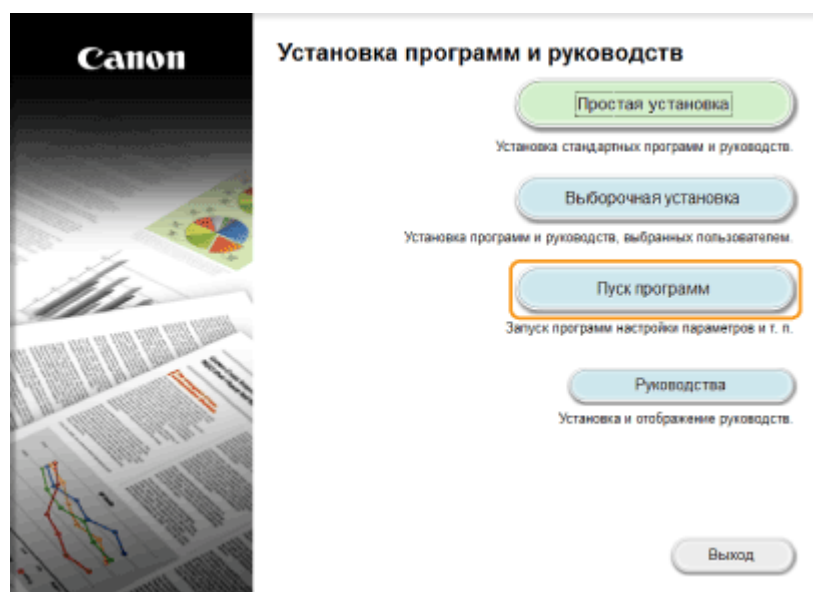 Canon
Установка программ и руководств
Простая установка
Установка стандартных программ и руководств.
Выборочная установка
Установка программ и руководств, выбранных пользователем.
Пуск программ
Запуск программ настройки параметров и т. п.
Руководства
Установка и отображение руководств.
Выход